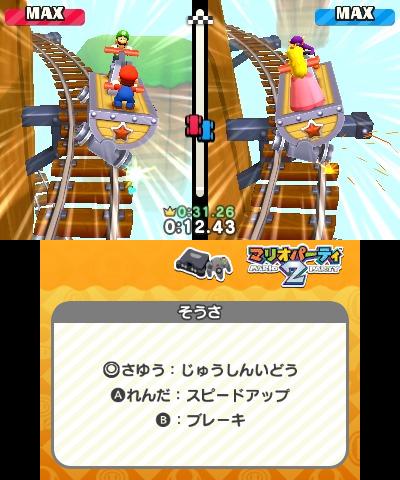 MAX
MAX
0:31.26
0:12.43
マリオパーティ
MARIO PARTY
2
そうさ
◎さゆう：じゅうしんいどう
Ⓐれんだ：スピードアップ
Ⓑ：ブレーキ